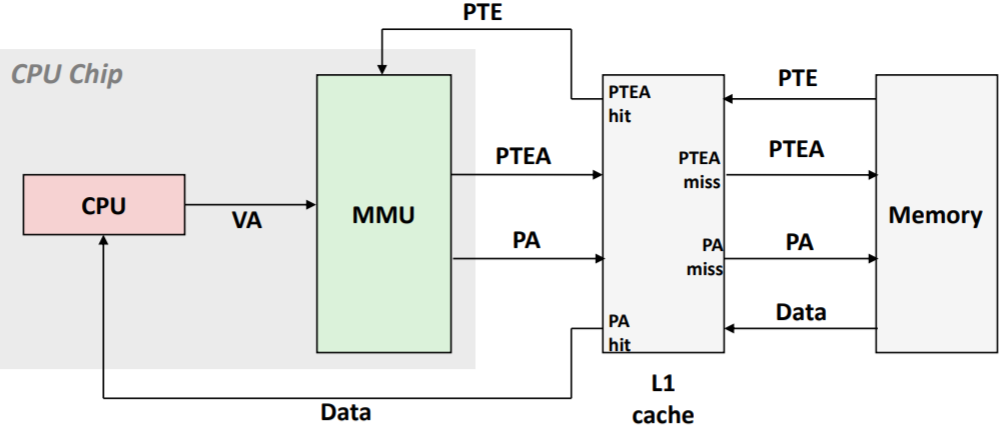 PTE
CPU Chip
PTEA
hit
PTE
PTEA
PTEA
miss
PTEA
CPU
VA
MMU
Memory
PA
PA
miss
PA
PA
hit
Data
Data
L1
cache